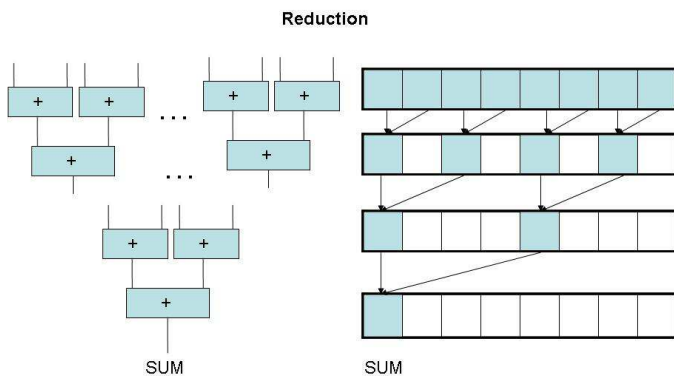 Reduction
+ + + +
...
+ +
...
+ +
+
SUM SUM